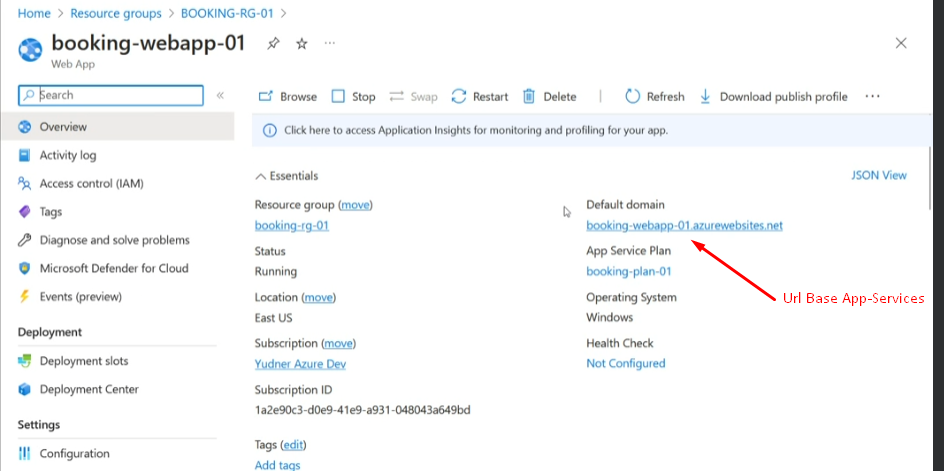 Home > Resource groups > BOOKING-RG-01 >
booking-webapp-01 ...
Web App
Search «
Browse Stop Swap Restart Delete | Refresh Download publish profile ...
Overview
Click here to access Application Insights for monitoring and profiling for your app.
Activity log
Access control (IAM)
Tags
Diagnose and solve problems
Microsoft Defender for Cloud
Events (preview)
Deployment
Deployment slots
Deployment Center
Settings
Configuration
Essentials
JSON View
Resource group (move)
booking-rg-01
Status
Running
Location (move)
East US
Subscription (move)
Yudner Azure Dev
Subscription ID
1a2e90c3-d0e9-41e9-a931-048043a649bd
Tags (edit)
Add tags
Default domain
booking-webapp-01.azurewebsites.net
App Service Plan
booking-plan-01
Operating System
Windows
Health Check
Not Configured
Url Base App-Services